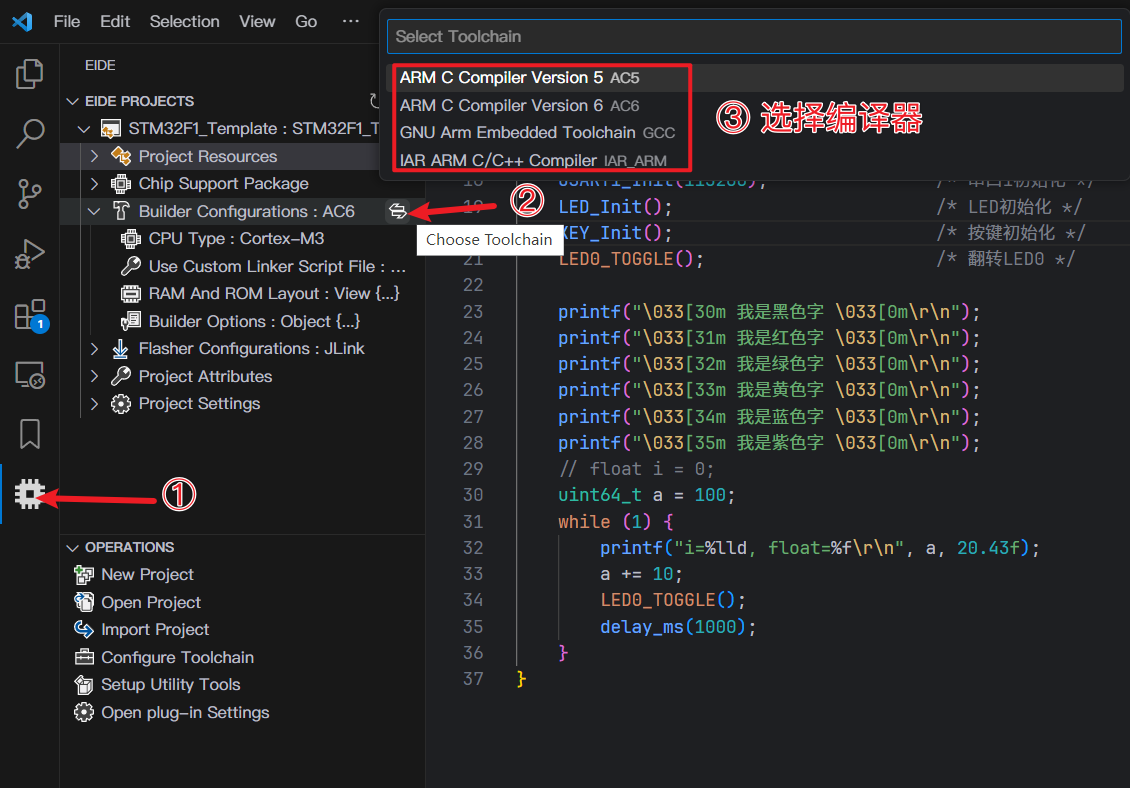 File Edit Selection View Go ···
Select Toolchain
ARM C Compiler Version 5 AC5
ARM C Compiler Version 6 AC6
GNU Arm Embedded Toolchain GCC
IAR ARM C/C++ Compiler IAR_ARM
③ 选择编译器
EIDE
EIDE PROJECTS
STM32F1_Template : STM32F1_T
Project Resources
Chip Support Package
Builder Configurations : AC6
②
Choose Toolchain
CPU Type : Cortex-M3
Use Custom Linker Script File : ...
RAM And ROM Layout : View {...}
Builder Options : Object {...}
Flasher Configurations : JLink
Project Attributes
Project Settings
①
1
OPERATIONS
New Project
Open Project
Import Project
Configure Toolchain
Setup Utility Tools
Open plug-in Settings
19 LED_Init(); /* LED初始化 */
KEY_Init(); /* 按键初始化 */
21 LED0_TOGGLE(); /* 翻转LED0 */
22
23 printf("\033[30m 我是黑色字 \033[0m\r\n");
24 printf("\033[31m 我是红色字 \033[0m\r\n");
25 printf("\033[32m 我是绿色字 \033[0m\r\n");
26 printf("\033[33m 我是黄色字 \033[0m\r\n");
27 printf("\033[34m 我是蓝色字 \033[0m\r\n");
28 printf("\033[35m 我是紫色字 \033[0m\r\n");
29 // float i = 0;
30 uint64_t a = 100;
31 while (1) {
32 printf("i=%lld, float=%f\r\n", a, 20.43f);
33 a += 10;
34 LED0_TOGGLE();
35 delay_ms(1000);
36 }
37 }